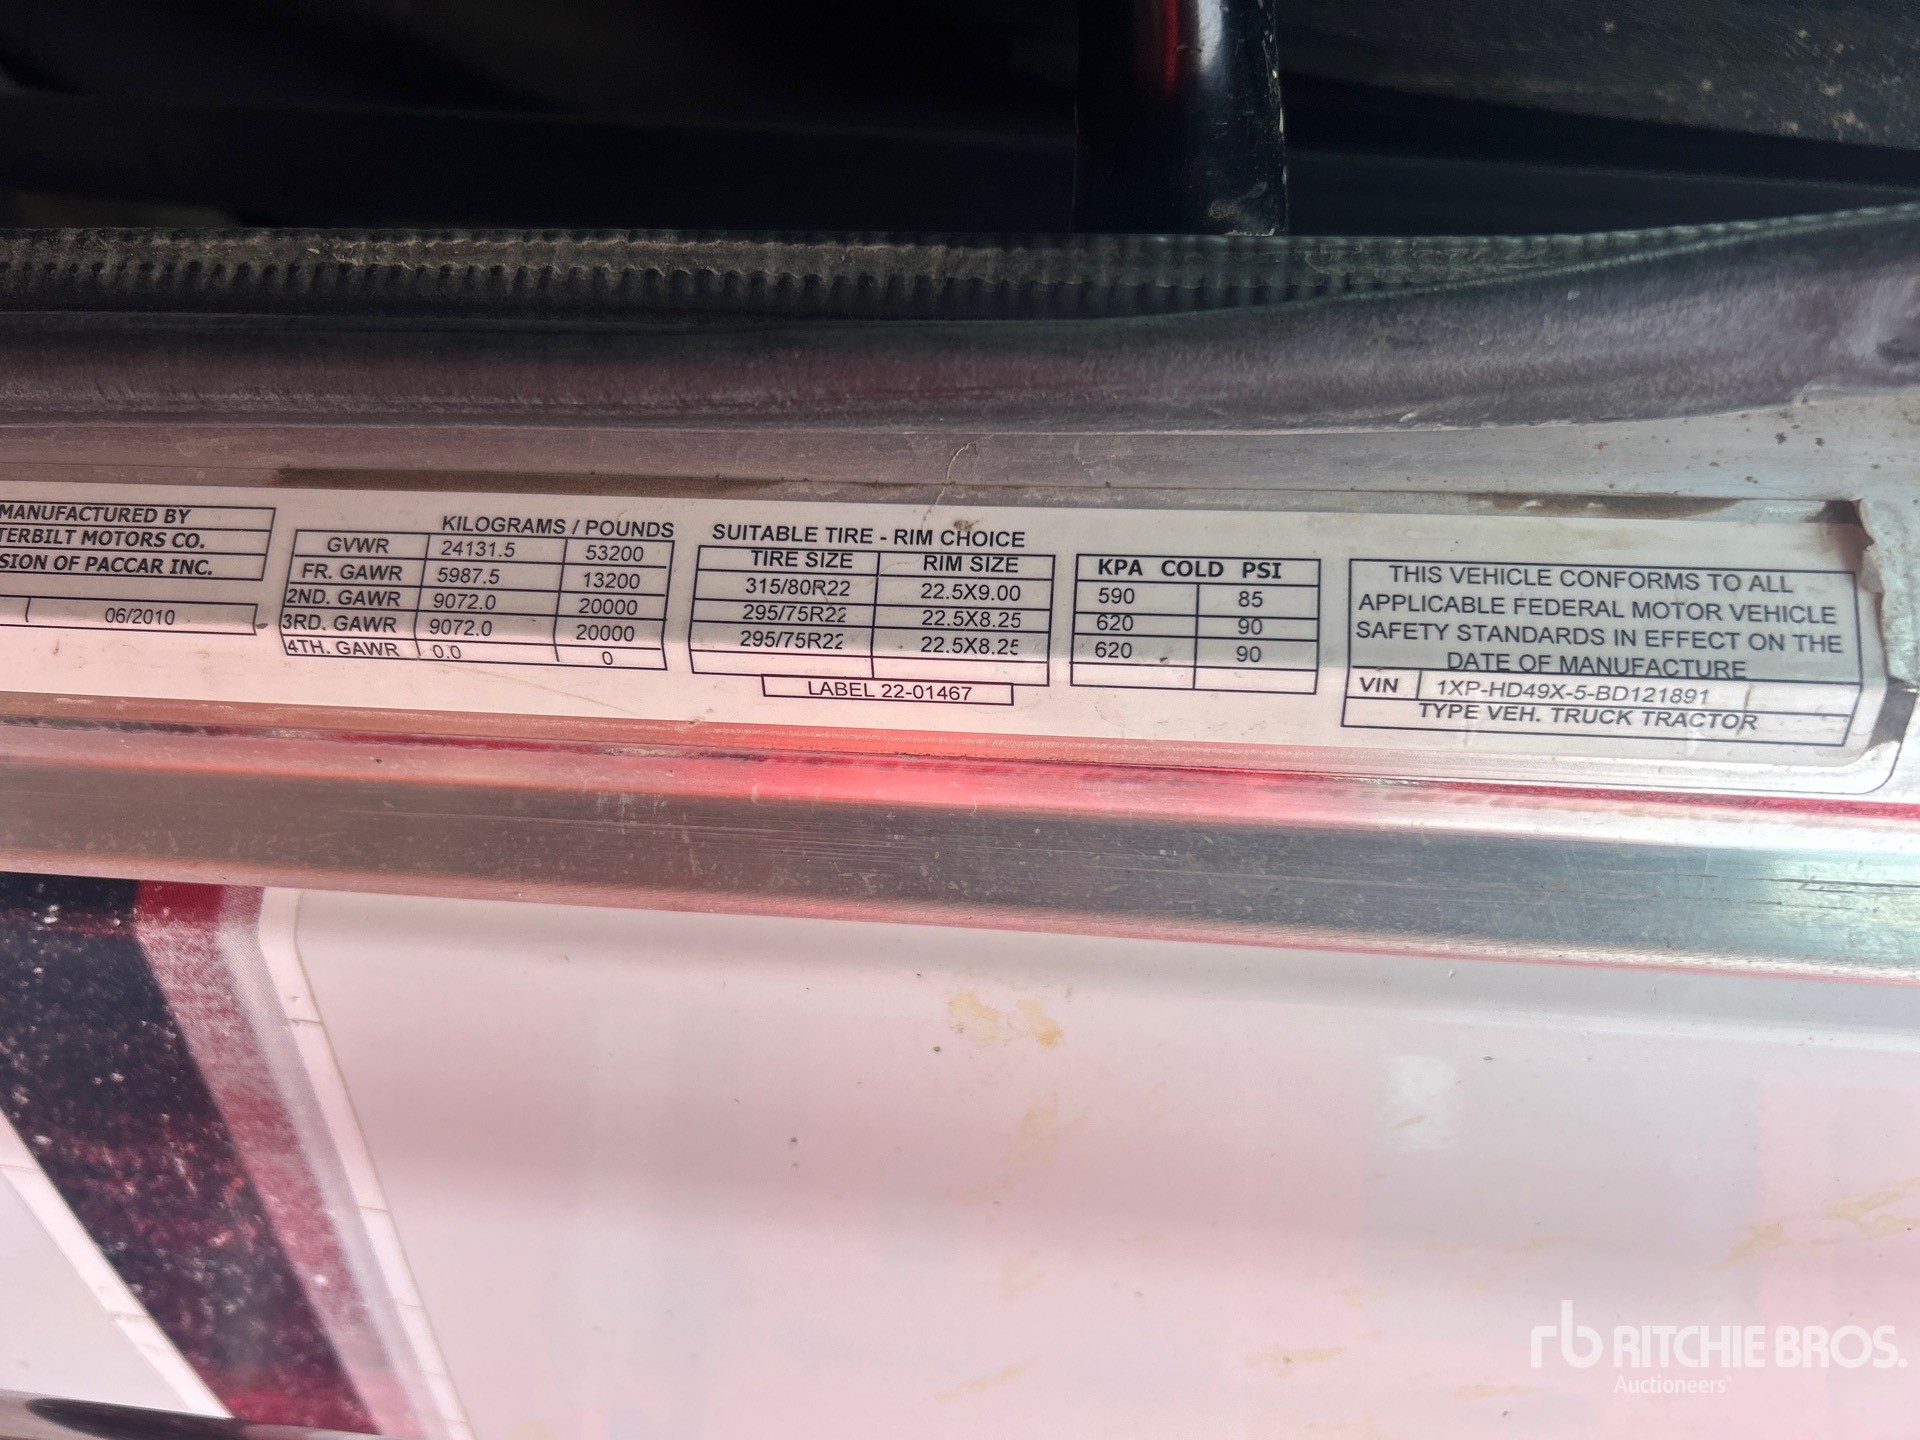 MANUFACTURED BY
TERBILT MOTORS CO.
SION OF PACCAR INC.
06/2010
KILOGRAMS / POUNDS
GVWR 24131.5 53200
FR. GAWR 5987.5 13200
2ND. GAWR 9072.0 20000
3RD. GAWR 9072.0 20000
4TH. GAWR 0.0 0
SUITABLE TIRE - RIM CHOICE
TIRE SIZE RIM SIZE
315/80R22 22.5X9.00
295/75R22 22.5X8.25
295/75R22 22.5X8.25
LABEL 22-01467
KPA COLD PSI
590 85
620 90
620 90
THIS VEHICLE CONFORMS TO ALL
APPLICABLE FEDERAL MOTOR VEHICLE
SAFETY STANDARDS IN EFFECT ON THE
DATE OF MANUFACTURE
VIN 1XP-HD49X-5-BD121891
TYPE VEH. TRUCK TRACTOR
rb RITCHIE BROS.
Auctioneers